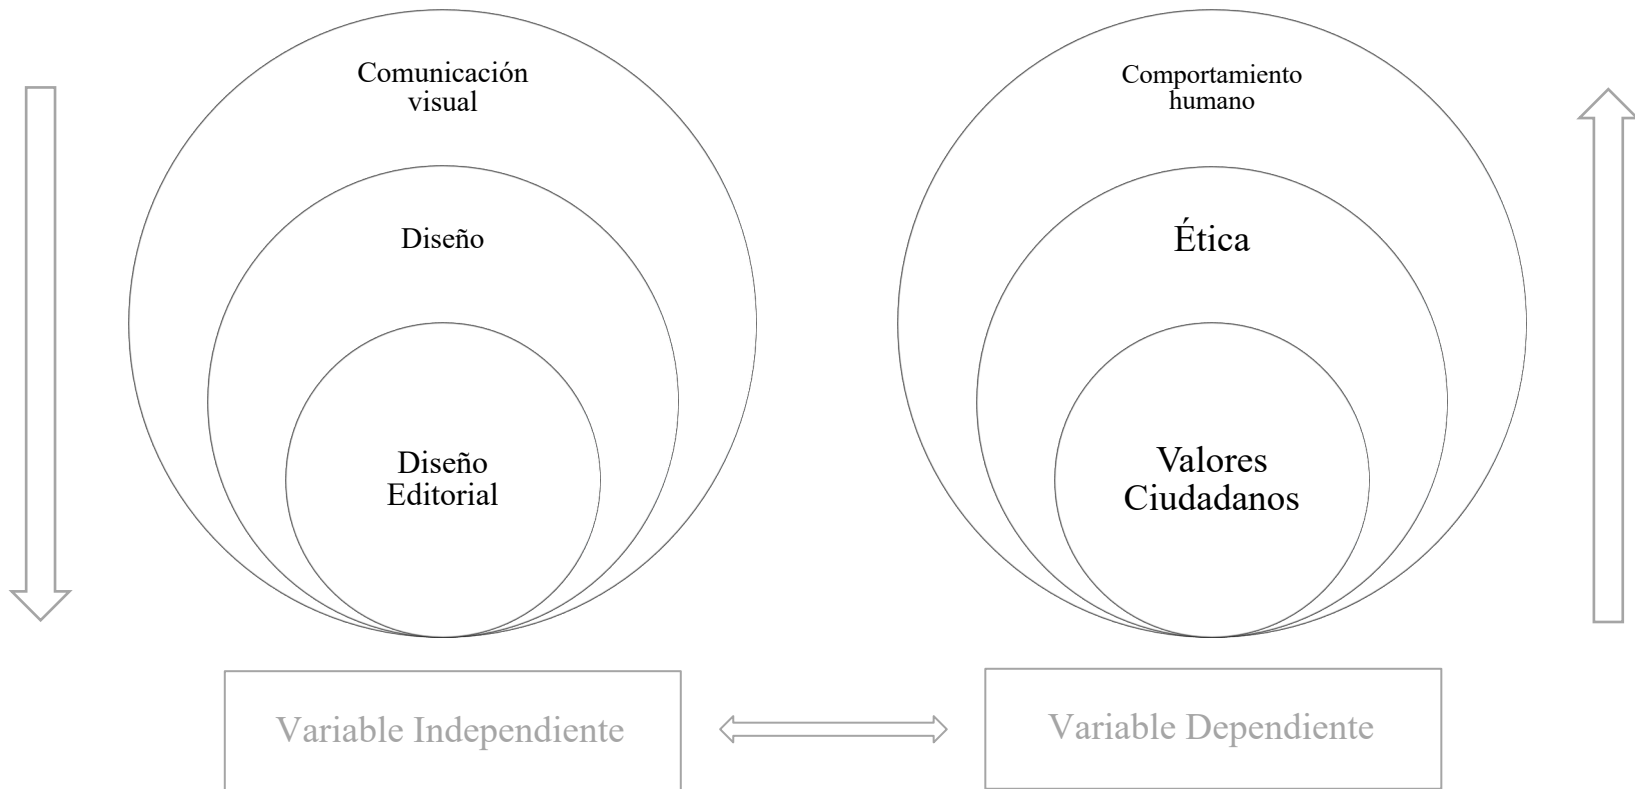 Comunicación
visual
Diseño
Diseño
Editorial
Comportamiento
humano
Ética
Valores
Ciudadanos
Variable Independiente
Variable Dependiente